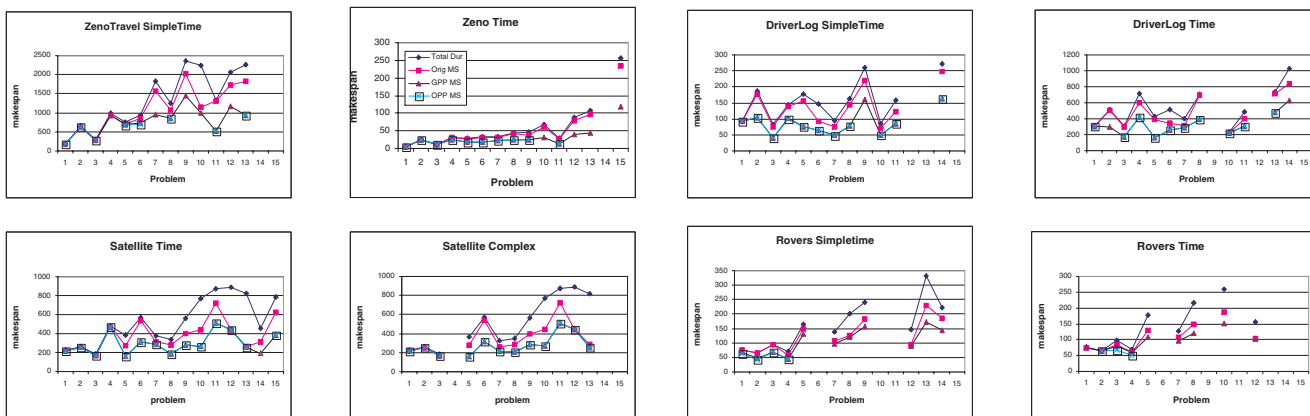 ZenoTravel SimpleTime
makespan
2500
2000
1500
1000
500
0
1 2 3 4 5 6 7 8 9 10 11 12 13 14 15
Problem
Zeno Time
makespan
300
250
200
150
100
50
0
Total Dur
Orig MS
GPP MS
OPP MS
1 2 3 4 5 6 7 8 9 10 11 12 13 14 15
Problem
DriverLog SimpleTime
makespan
300
250
200
150
100
50
0
1 2 3 4 5 6 7 8 9 10 11 12 13 14 15
Problem
DriverLog Time
makespan
1200
1000
800
600
400
200
0
1 2 3 4 5 6 7 8 9 10 11 12 13 14 15
Problem
Satellite Time
makespan
1000
800
600
400
200
0
1 2 3 4 5 6 7 8 9 10 11 12 13 14 15
problem
Satellite Complex
makespan
1000
800
600
400
200
0
1 2 3 4 5 6 7 8 9 10 11 12 13 14 15
problem
Rovers Simpletime
makespan
350
300
250
200
150
100
50
0
1 2 3 4 5 6 7 8 9 10 11 12 13 14 15
Problem
Rovers Time
makespan
300
250
200
150
100
50
0
1 2 3 4 5 6 7 8 9 10 11 12 13 14 15
Problem